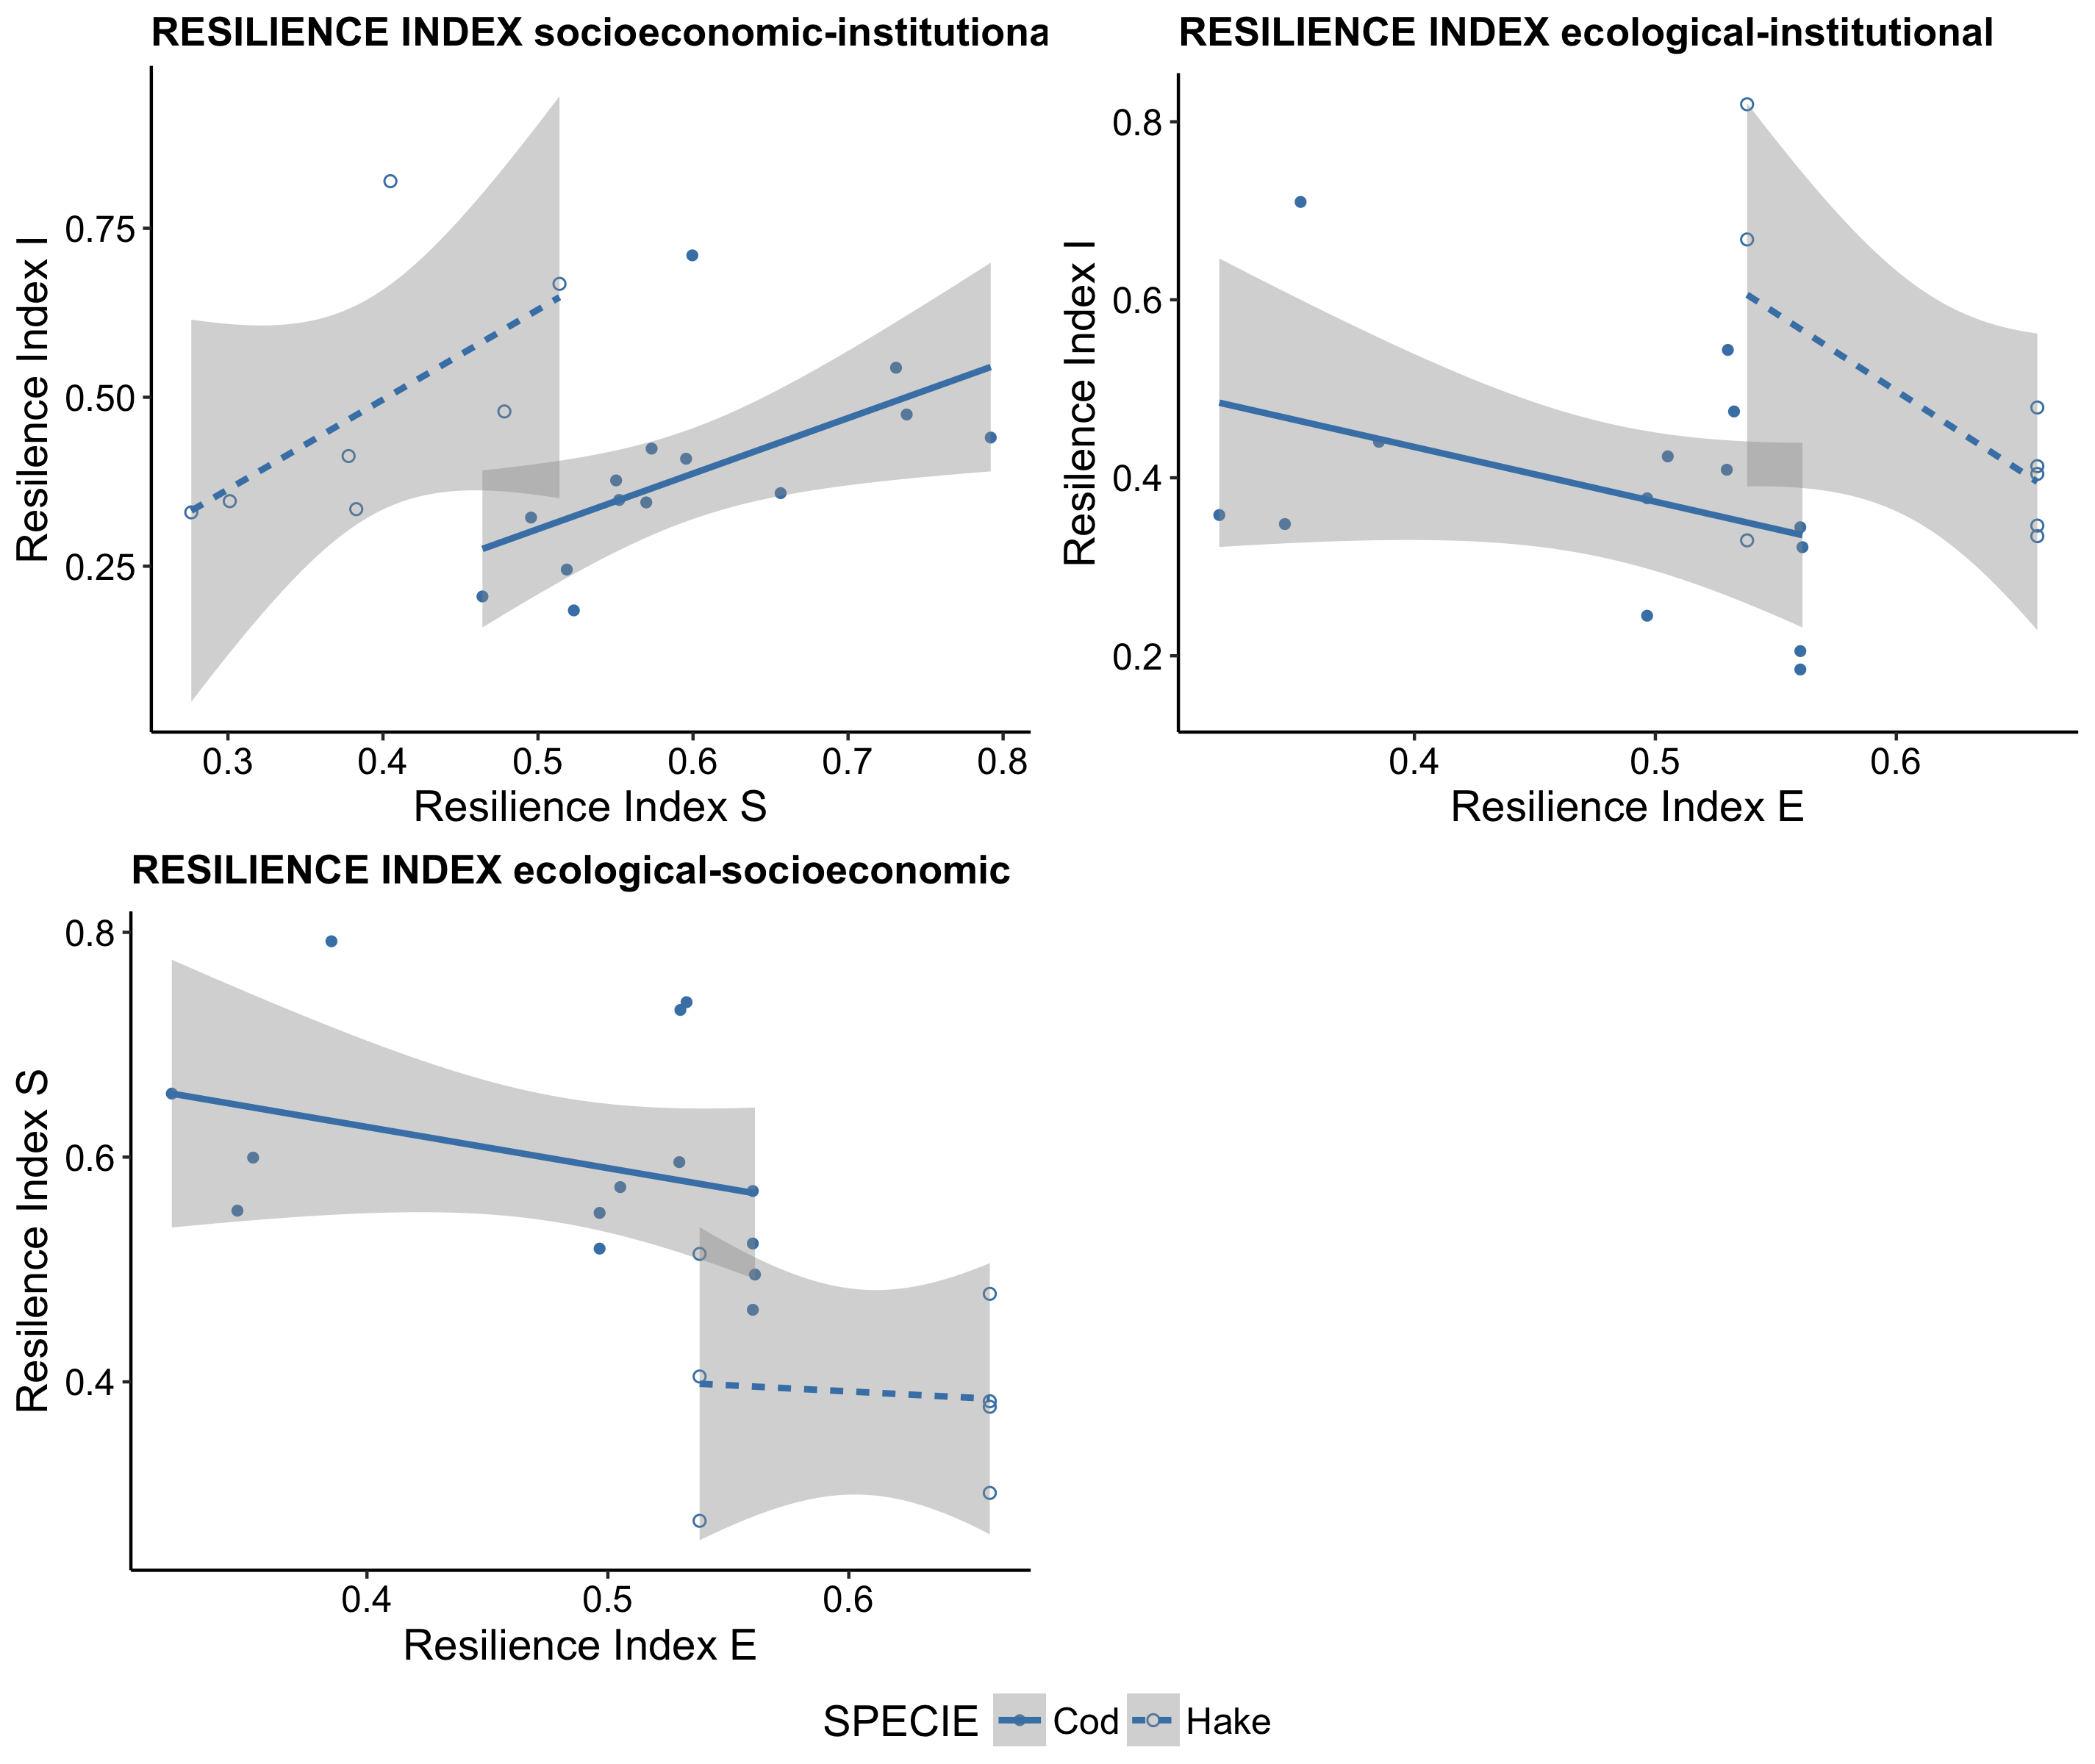 RESILIENCE INDEX socioeconomic-institutiona
Resilience Index I
0.75
0.50
0.25
0.3 0.4 0.5 0.6 0.7 0.8
Resilience Index S
RESILIENCE INDEX ecological-institutional
Resilience Index I
0.8
0.6
0.4
0.2
0.4 0.5 0.6
Resilience Index E
RESILIENCE INDEX ecological-socioeconomic
Resilience Index S
0.8
0.6
0.4
0.4 0.5 0.6
Resilience Index E
SPECIE Cod Hake